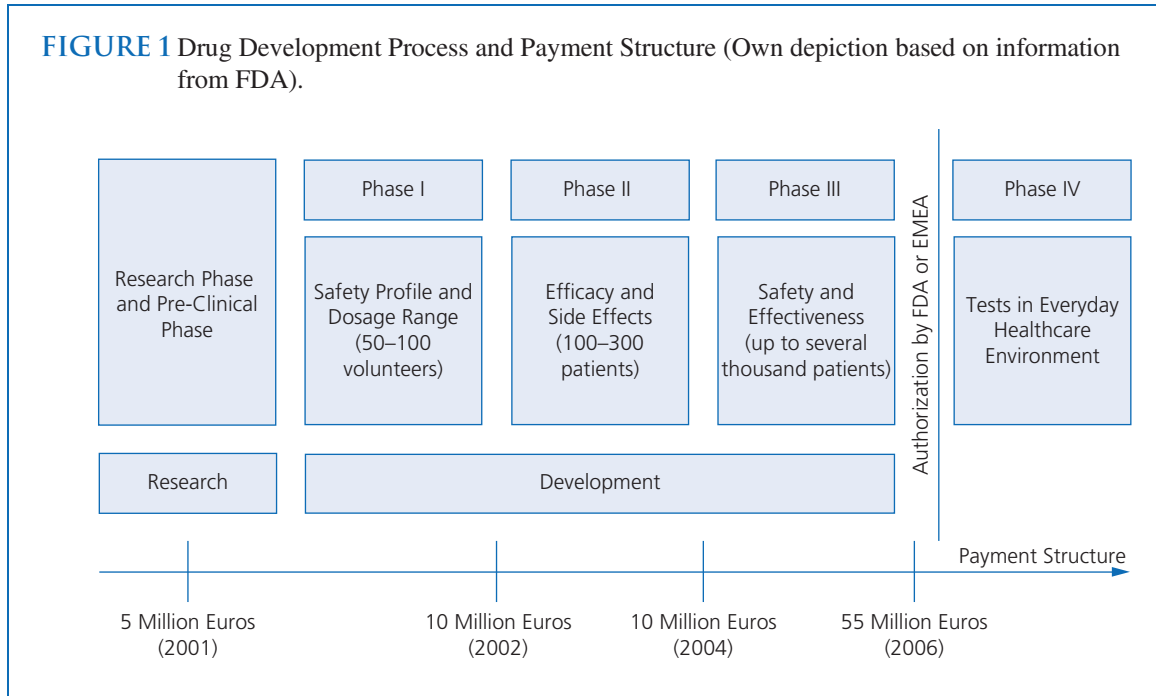 FIGURE 1 Drug Development Process and Payment Structure (Own depiction based on information
from FDA).
Research Phase
and Pre-Clinical
Phase
Phase I
Phase II
Phase III
Phase IV
Safety Profile and
Dosage Range
(50–100
volunteers)
Efficacy and
Side Effects
(100–300
patients)
Safety and
Effectiveness
(up to several
thousand patients)
Authorization by FDA or EMEA
Tests in Everyday
Healthcare
Environment
Research
Development
Payment Structure
5 Million Euros
(2001)
10 Million Euros
(2002)
10 Million Euros
(2004)
55 Million Euros
(2006)